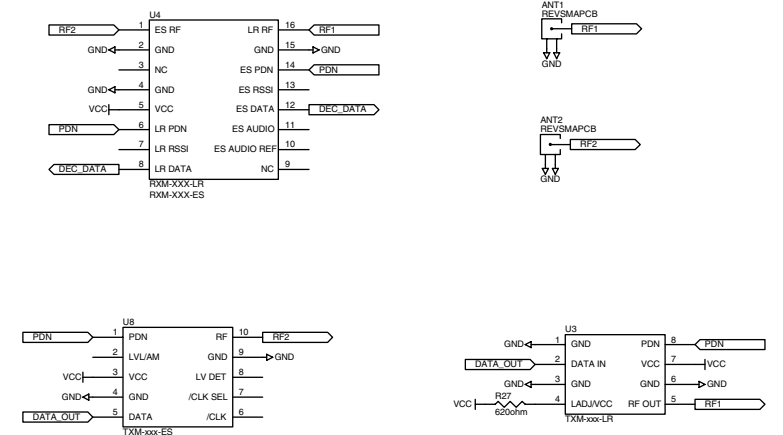 U4
RF2 1 ES RF LR RF 16 RF1
GND 2 GND GND 15 GND
3 NC ES PDN 14 PDN
GND 4 GND ES RSSI 13
VCC 5 VCC ES DATA 12 DEC_DATA
PDN 6 LR PDN ES AUDIO 11
7 LR RSSI ES AUDIO REF 10
DEC_DATA 8 LR DATA NC 9
RXM-XXX-LR
RXM-XXX-ES
ANT1
REVSMAPCB
RF1
GND
ANT2
REVSMAPCB
RF2
GND
U8
PDN 1 PDN RF 10 RF2
2 LVL/AM GND 9 GND
VCC 3 VCC LV DET 8
GND 4 GND /CLK SEL 7
DATA_OUT 5 DATA /CLK 6
TXM-xxx-ES
U3
GND 1 GND PDN 8 PDN
DATA_OUT 2 DATA IN VCC 7 VCC
GND 3 GND GND 6 GND
VCC R27 4 LADJ/VCC RF OUT 5 RF1
620ohm
TXM-xxx-LR